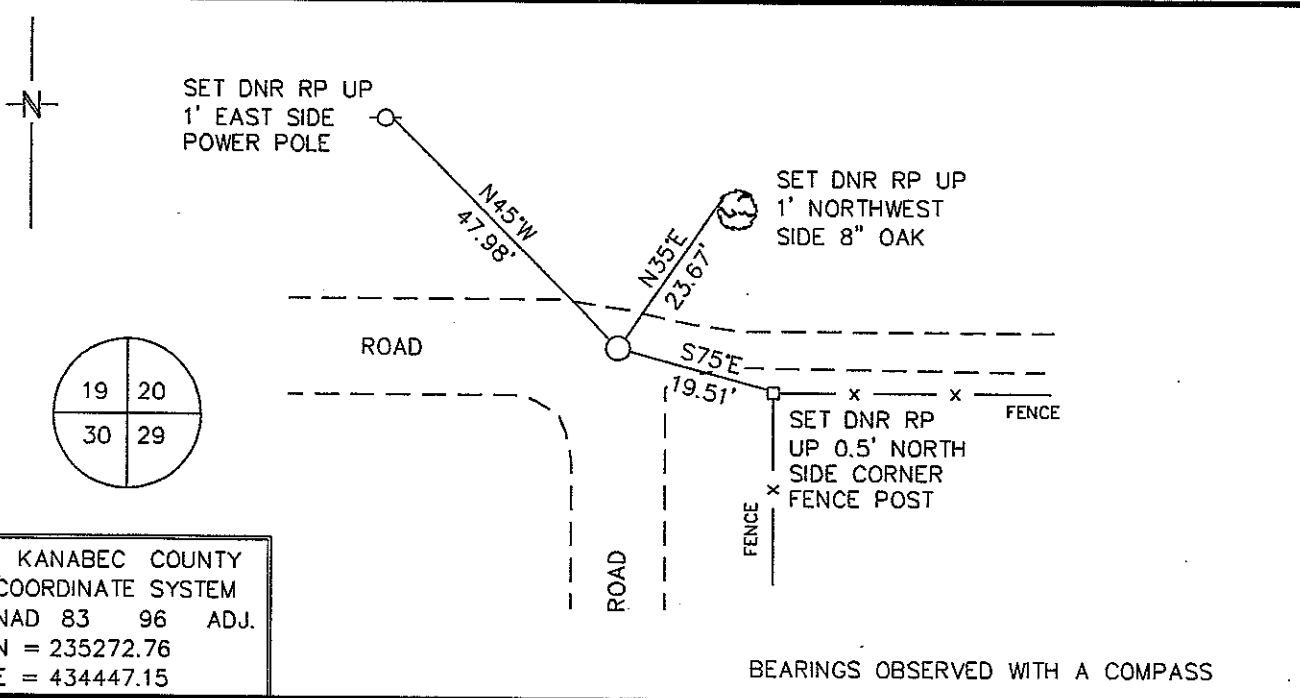 N
SET DNR RP UP
1' EAST SIDE
POWER POLE
N45°W
47.98'
N35°E
23.67'
SET DNR RP UP
1' NORTHWEST
SIDE 8" OAK
ROAD
S75°E
19.51'
x
x
FENCE
19 20
30 29
SET DNR RP
UP 0.5' NORTH
SIDE CORNER
FENCE POST
x
FENCE
ROAD
KANABEC COUNTY
COORDINATE SYSTEM
NAD 83 96 ADJ.
N = 235272.76
E = 434447.15
BEARINGS OBSERVED WITH A COMPASS